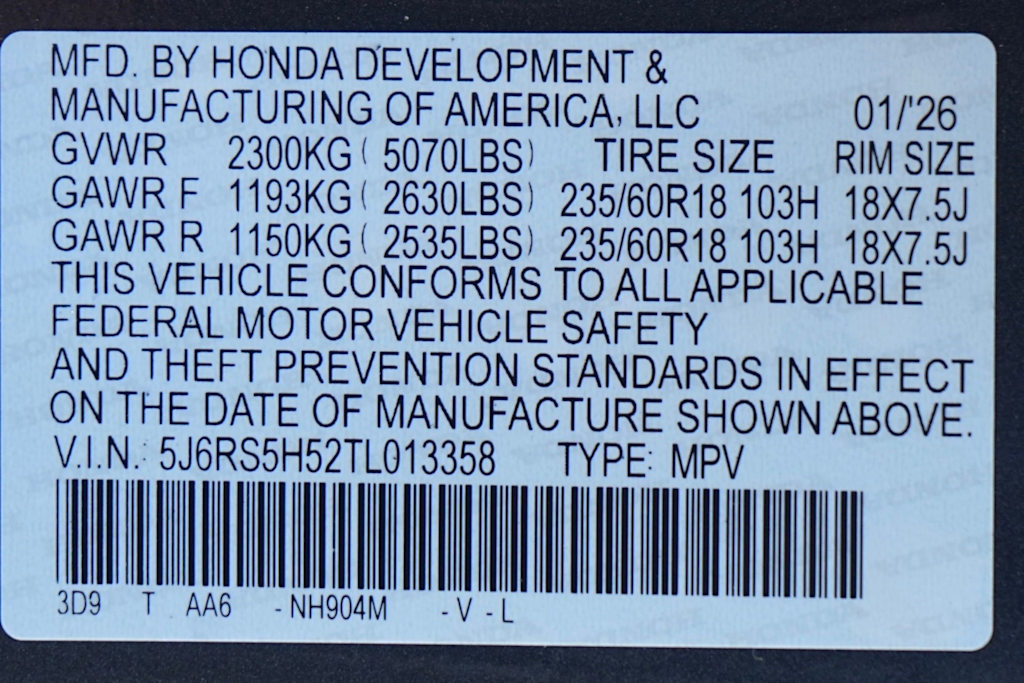 MFD. BY HONDA DEVELOPMENT &
MANUFACTURING OF AMERICA, LLC 01/'26
GVWR 2300KG ( 5070LBS) TIRE SIZE RIM SIZE
GAWR F 1193KG ( 2630LBS) 235/60R18 103H 18X7.5J
GAWR R 1150KG ( 2535LBS) 235/60R18 103H 18X7.5J
THIS VEHICLE CONFORMS TO ALL APPLICABLE
FEDERAL MOTOR VEHICLE SAFETY
AND THEFT PREVENTION STANDARDS IN EFFECT
ON THE DATE OF MANUFACTURE SHOWN ABOVE.
V.I.N. 5J6RS5H52TL013358 TYPE: MPV
3D9 T AA6 -NH904M -V -L